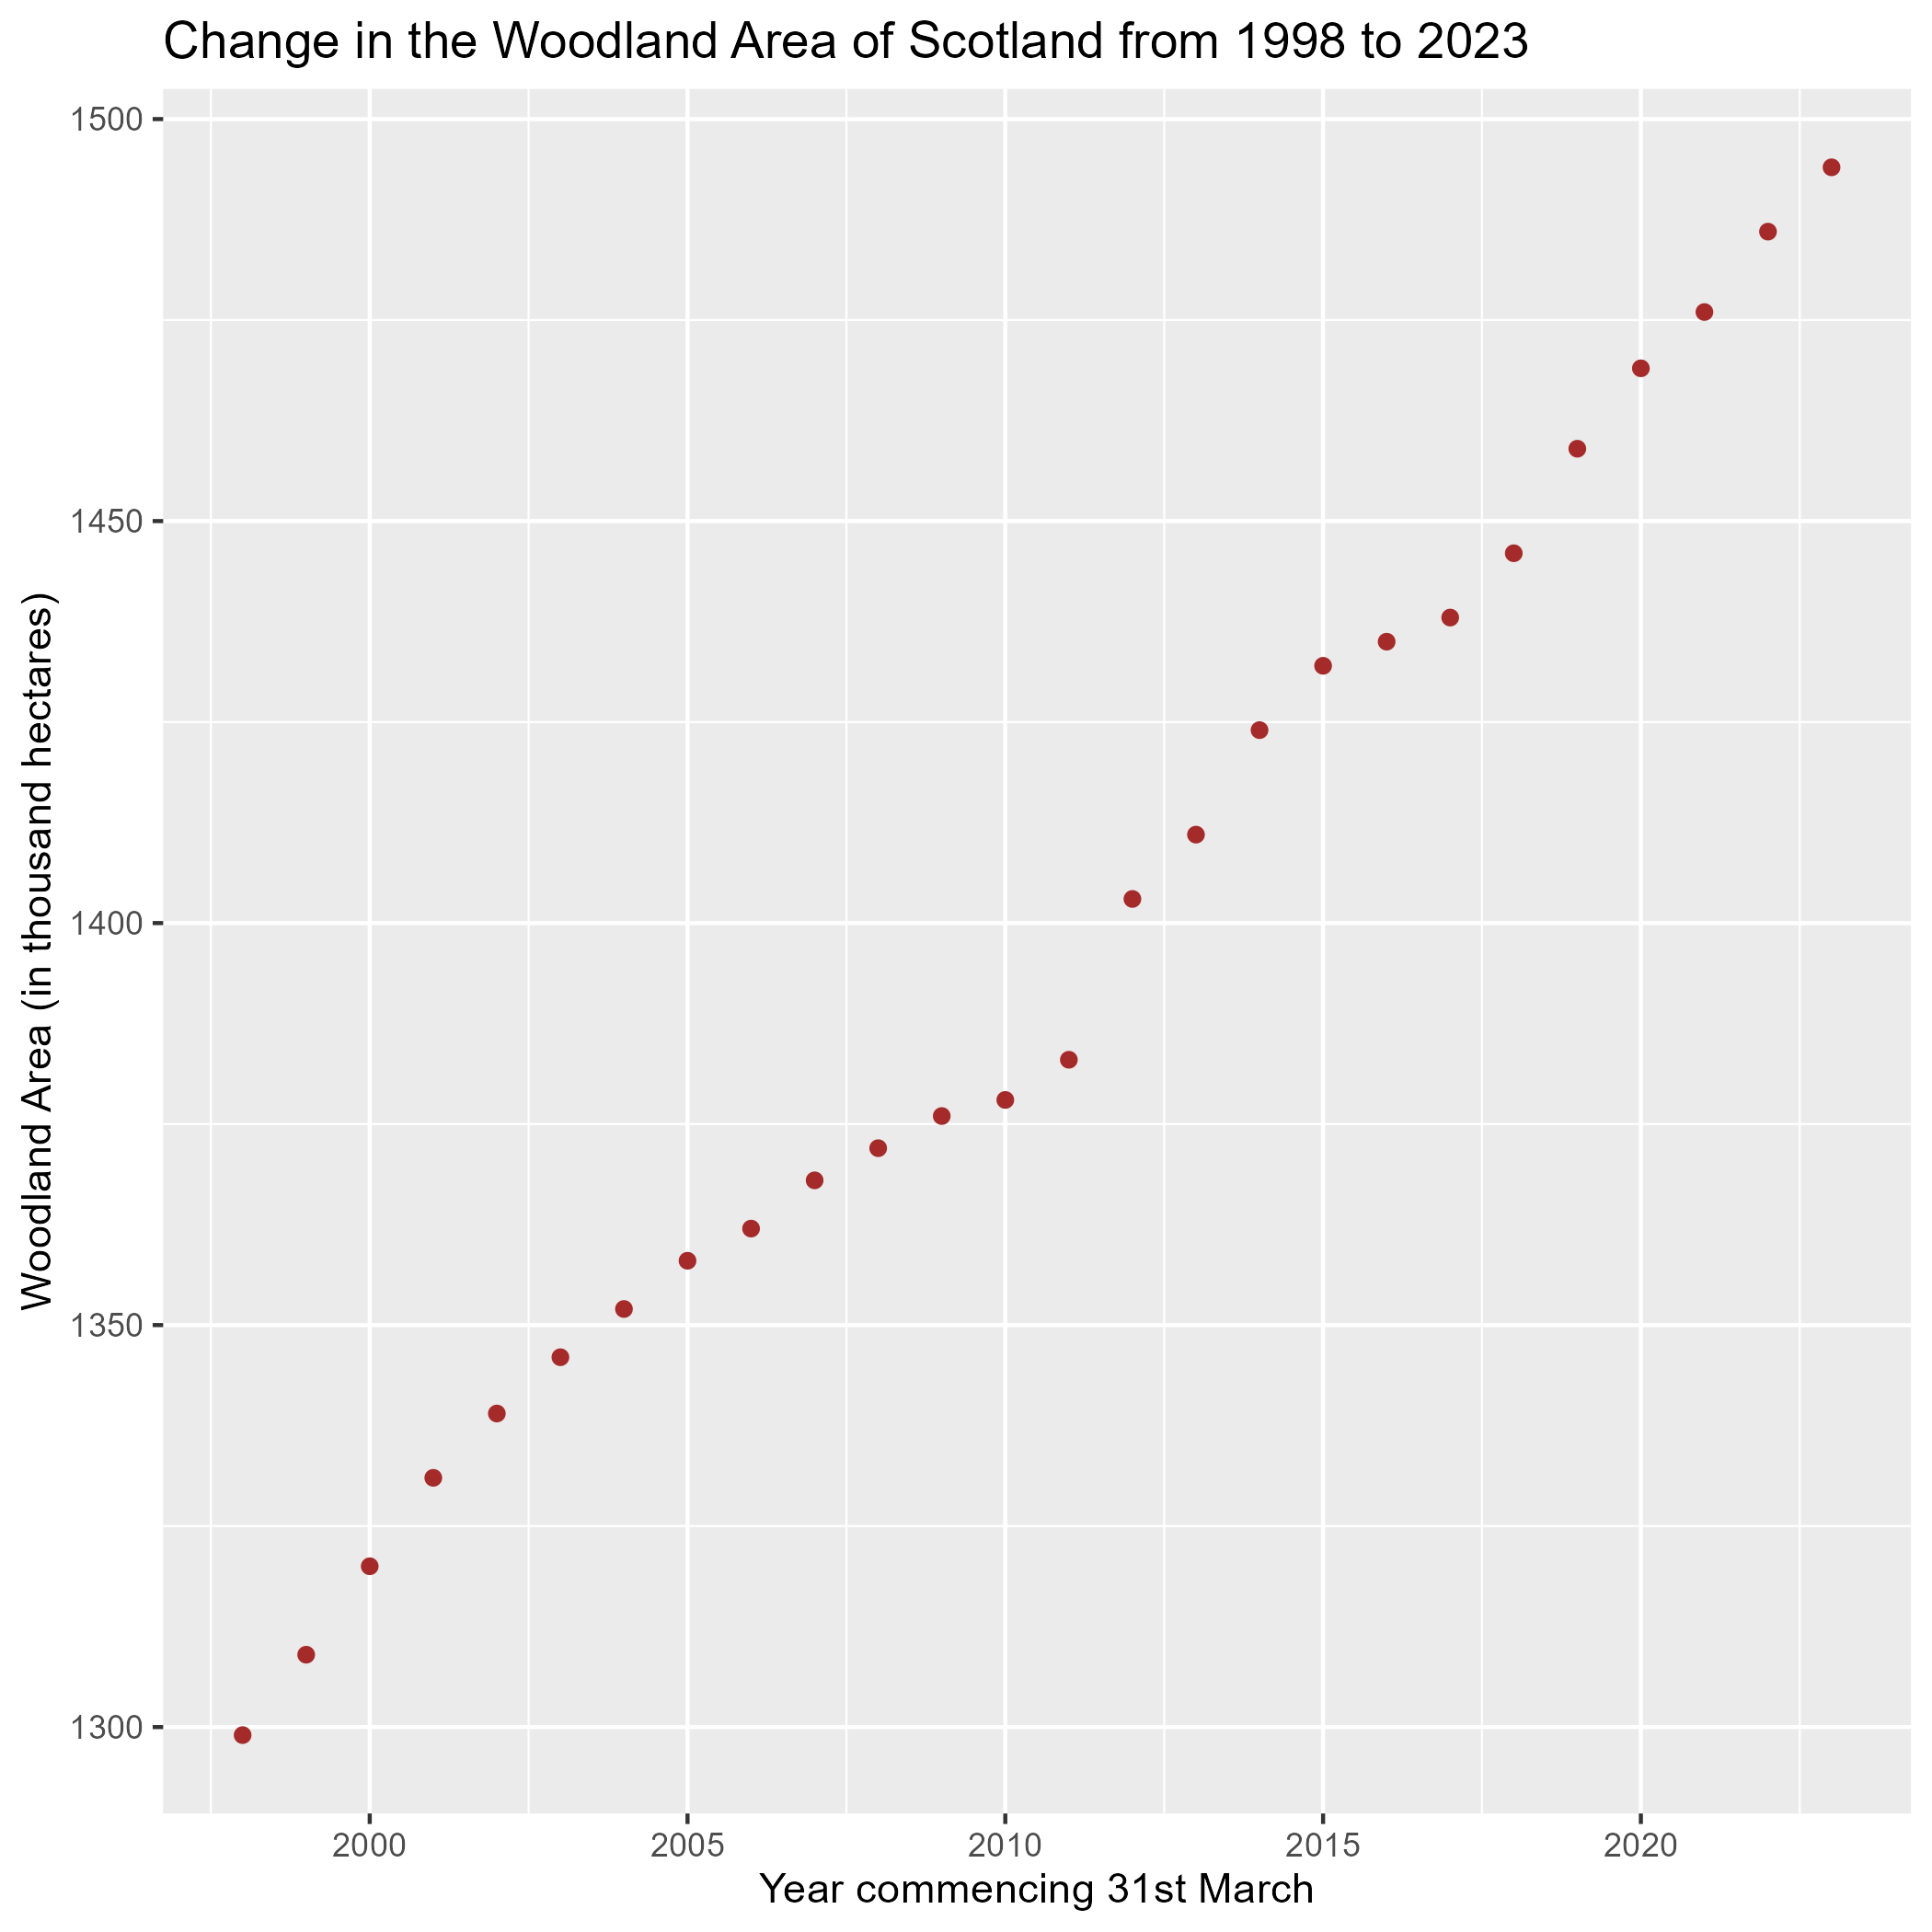 Change in the Woodland Area of Scotland from 1998 to 2023
Woodland Area (in thousand hectares)
1500
1450
1400
1350
1300
2000 2005 2010 2015 2020
Year commencing 31st March